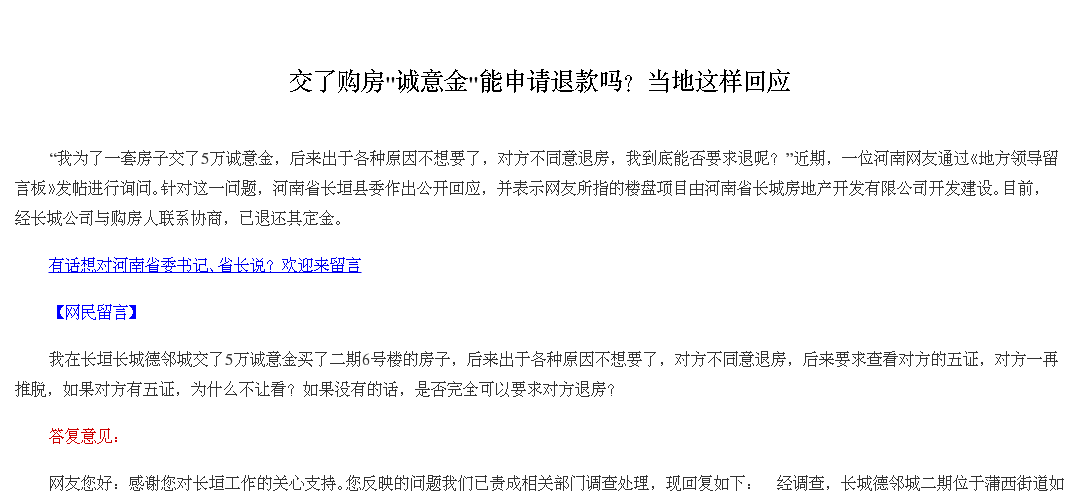 交了购房"诚意金"能申请退款吗？当地这样回应
“我为了一套房子交了5万诚意金，后来出于各种原因不想要了，对方不同意退房，我到底能否要求退呢？”近期，一位河南网友通过《地方领导留
言板》发帖进行询问。针对这一问题，河南省长垣县委作出公开回应，并表示网友所指的楼盘项目由河南省长城房地产开发有限公司开发建设。目前，
经长城公司与购房人联系协商，已退还其定金。
有话想对河南省委书记、省长说？欢迎来留言
【网民留言】
我在长垣长城德邻城交了5万诚意金买了二期6号楼的房子，后来出于各种原因不想要了，对方不同意退房，后来要求查看对方的五证，对方一再
推脱，如果对方有五证，为什么不让看？如果没有的话，是否完全可以要求对方退房？
答复意见：
网友您好：感谢您对长垣工作的关心支持。您反映的问题我们已责成相关部门调查处理，现回复如下： 经调查，长城德邻城二期位于蒲西街道如